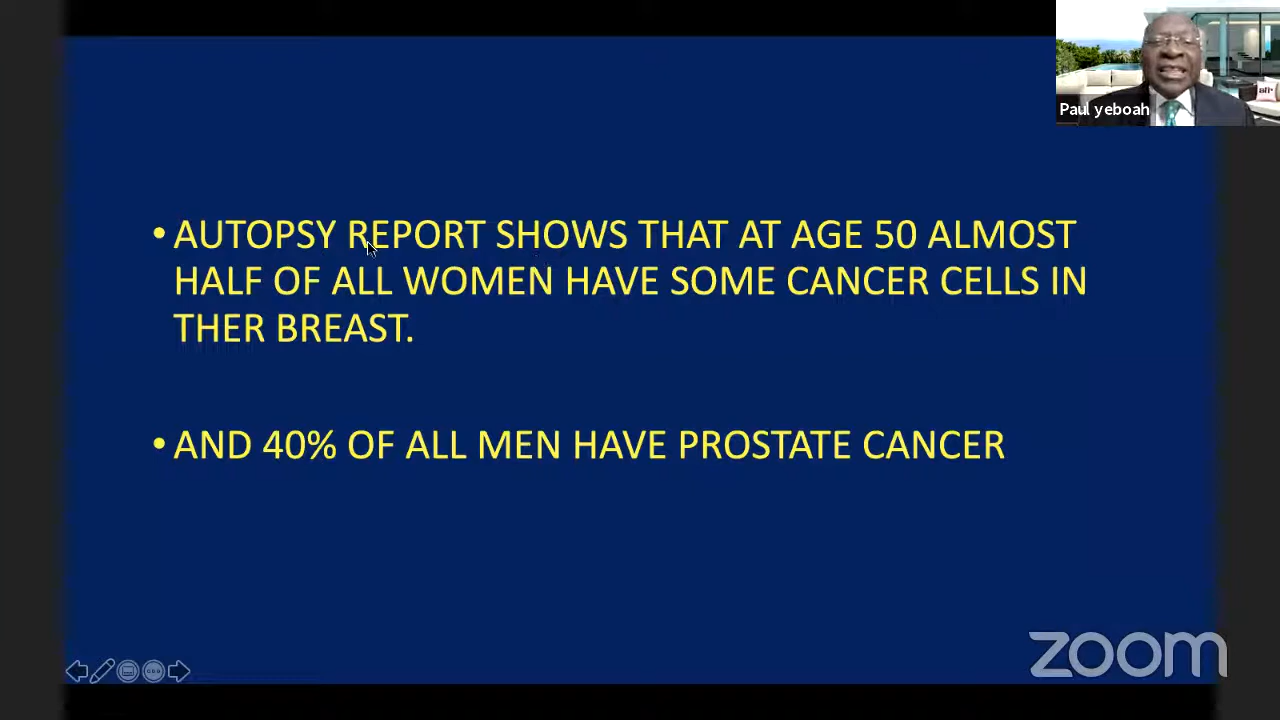 Paul yeboah
• AUTOPSY REPORT SHOWS THAT AT AGE 50 ALMOST
HALF OF ALL WOMEN HAVE SOME CANCER CELLS IN
THER BREAST.
• AND 40% OF ALL MEN HAVE PROSTATE CANCER
zoom